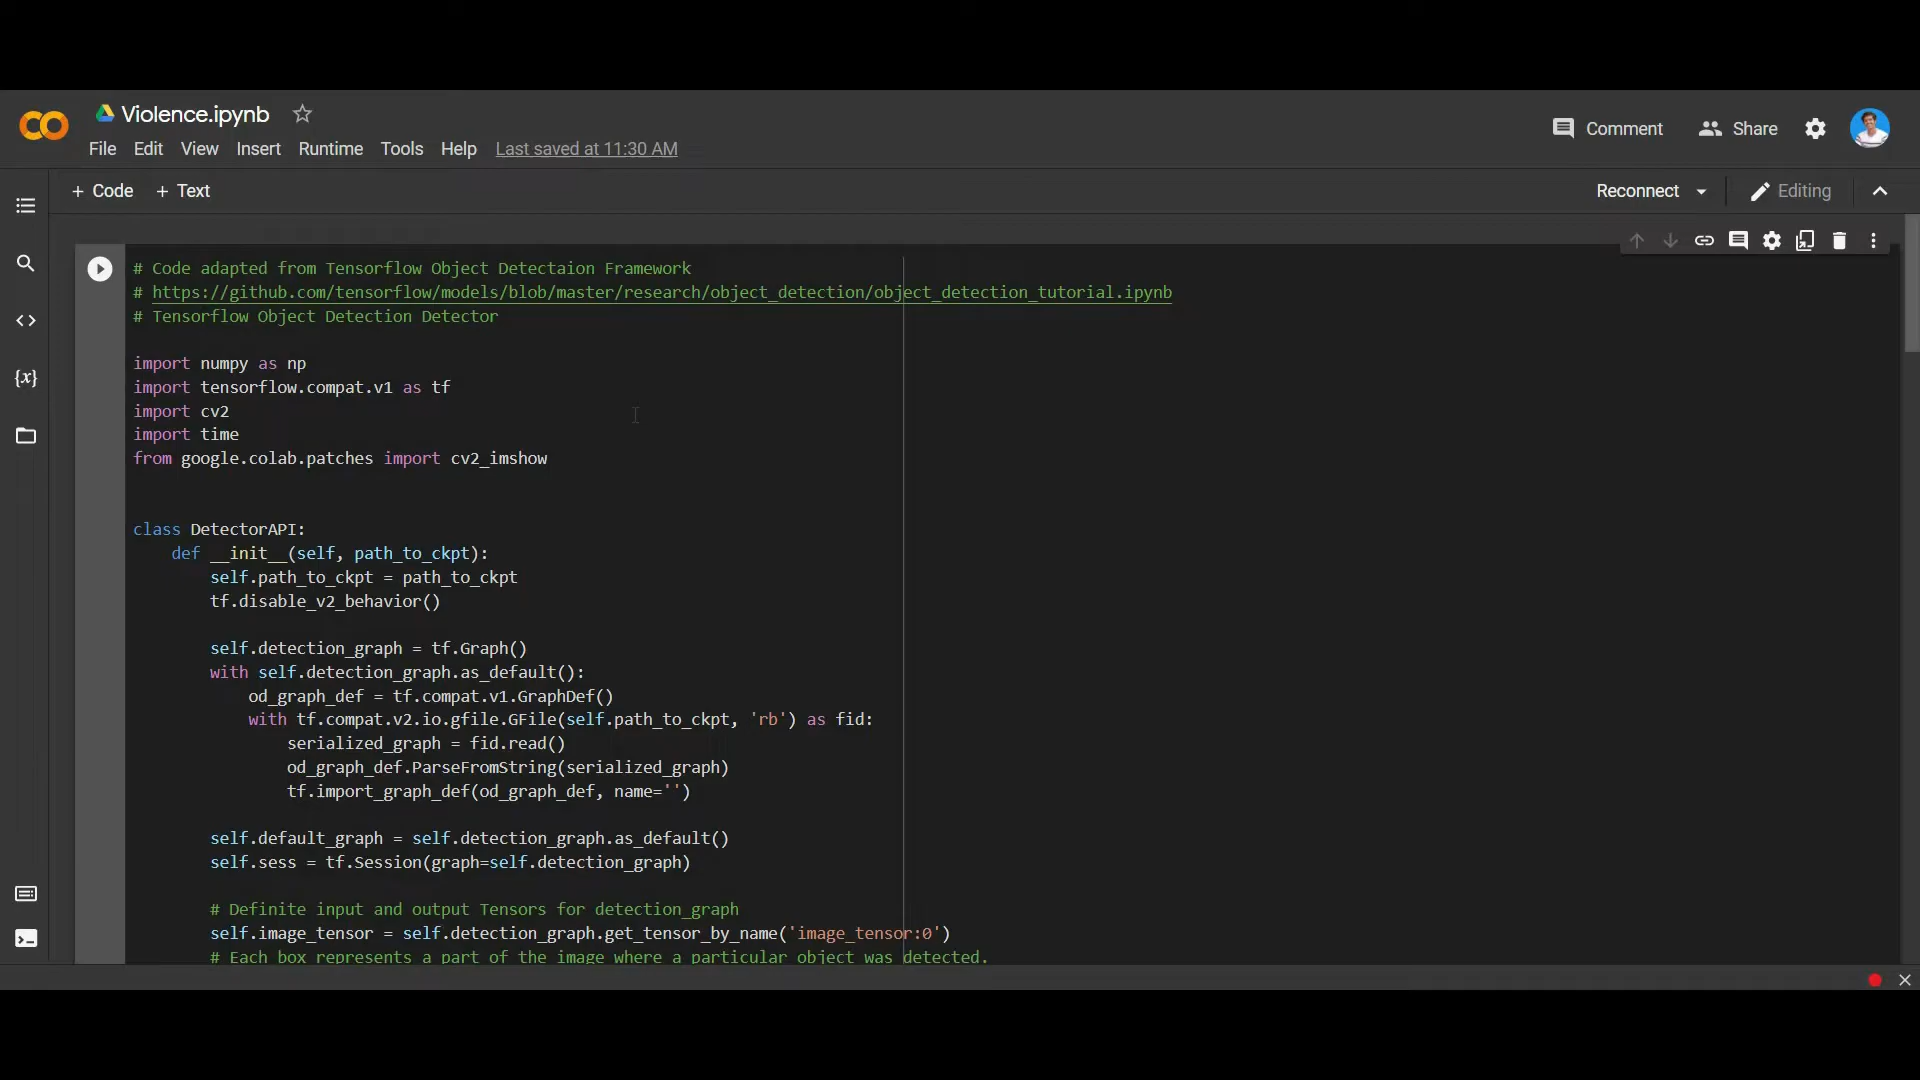 Violence.ipynb
Comment
Share
File Edit View Insert Runtime Tools Help Last saved at 11:30 AM
+ Code + Text
Reconnect
Editing
# Code adapted from Tensorflow Object Detectaion Framework
# https://github.com/tensorflow/models/blob/master/research/object_detection/object_detection_tutorial.ipynb
# Tensorflow Object Detection Detector
import numpy as np
import tensorflow.compat.v1 as tf
import cv2
import time
from google.colab.patches import cv2_imshow
class DetectorAPI:
def __init__(self, path_to_ckpt):
self.path_to_ckpt = path_to_ckpt
tf.disable_v2_behavior()
self.detection_graph = tf.Graph()
with self.detection_graph.as_default():
od_graph_def = tf.compat.v1.GraphDef()
with tf.compat.v2.io.gfile.GFile(self.path_to_ckpt, 'rb') as fid:
serialized_graph = fid.read()
od_graph_def.ParseFromString(serialized_graph)
tf.import_graph_def(od_graph_def, name='')
self.default_graph = self.detection_graph.as_default()
self.sess = tf.Session(graph=self.detection_graph)
# Definite input and output Tensors for detection_graph
self.image_tensor = self.detection_graph.get_tensor_by_name('image_tensor:0')
# Each box represents a part of the image where a particular object was detected.